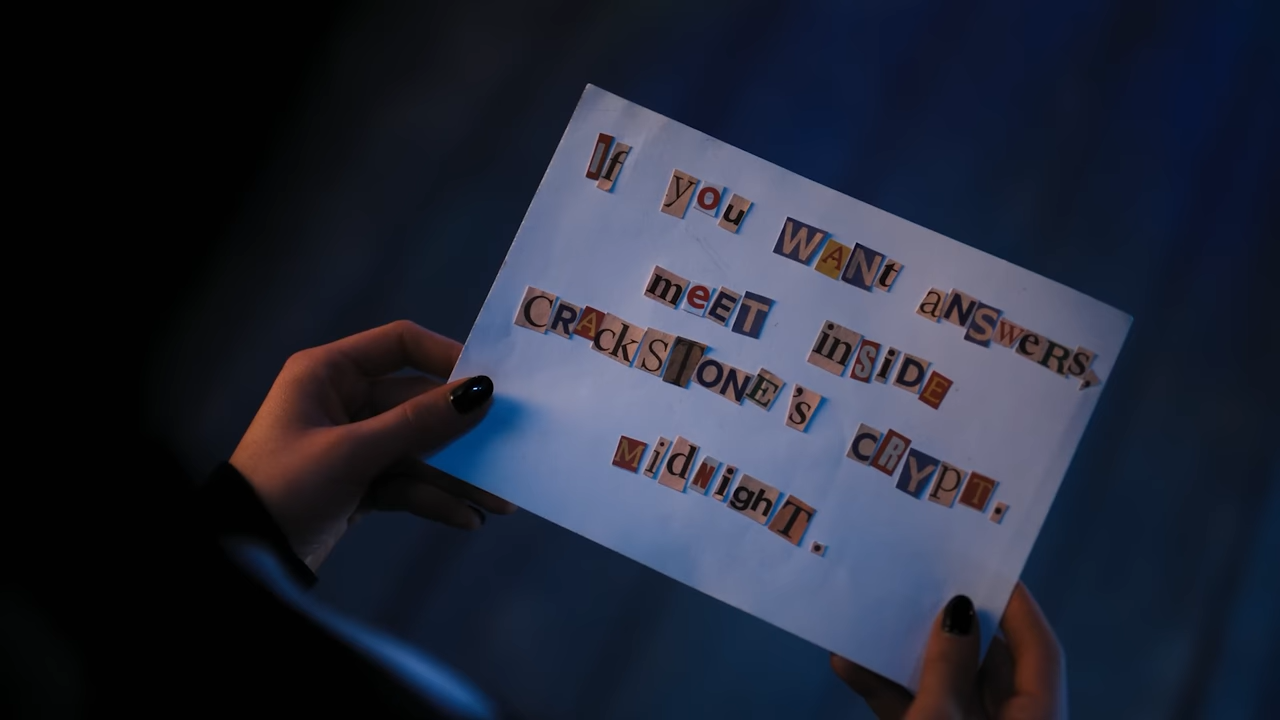 If you WANt aNSweRS,
meET inSiDE
CRAckSTONE's CRYpT.
MidNighT.